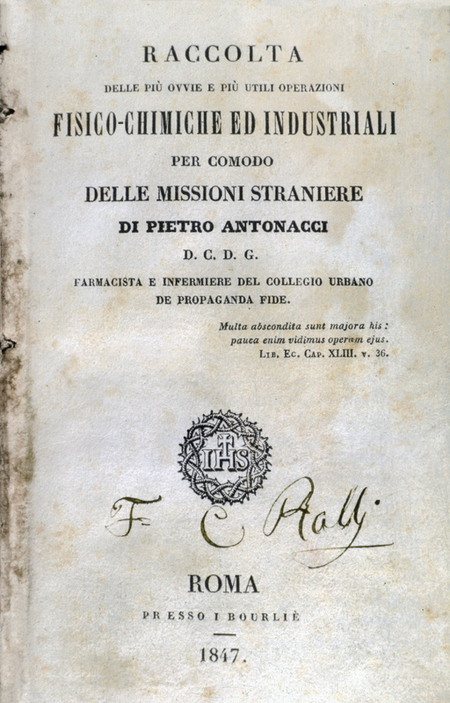 RACCOLTA
DELLE PIÙ OVVIE E PIÙ UTILI OPERAZIONI
FISICO-CHIMICHE ED INDUSTRIALI
PER COMODO
DELLE MISSIONI STRANIERE
DI PIETRO ANTONACCI
D. C. D. G.
FARMACISTA E INFERMIERE DEL COLLEGIO URBANO
DE PROPAGANDA FIDE.
Multa abscondita sunt majora his:
pauca enim vidimus operum ejus.
LIB. EC. CAP. XLIII. v. 36.
IHS
F C Rally
ROMA
PRESSO I BOURLIÈ
1847.